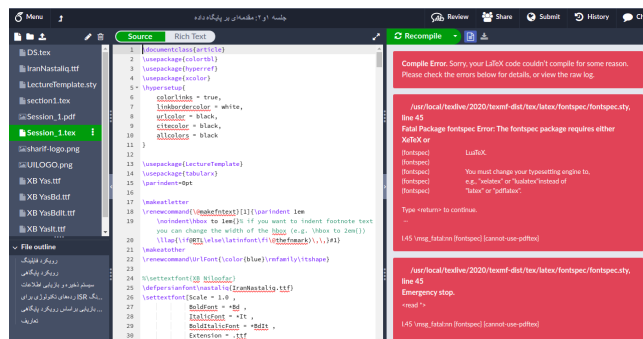 Menu
جلسه ۱و۲: مقدمه‌ای بر پایگاه داده
Review
Share
Submit
History
Ch
Source
Rich Text
Recompile
DS.tex
IranNastaliq.ttf
LectureTemplate.sty
section1.tex
Session_1.pdf
Session_1.tex
sharif-logo.png
UILOGO.png
XB Yas.ttf
XB YasBd.ttf
XB YasBdIt.ttf
XB YasIt.ttf
File outline
رویکرد فایلینگ
رویکرد پایگاهی
سیستم ذخیره و بازیابی اطلاعات
رده‌های تکنولوژی برای ISR ...نگ
بازیابی بر اساس رویکرد پایگاهی...
تعاریف
1 \documentclass{article}
2 \usepackage{colortbl}
3 \usepackage{hyperref}
4 \usepackage{xcolor}
5 \hypersetup{
6 colorlinks = true,
7 linkbordercolor = white,
8 urlcolor = black,
9 citecolor = black,
10 allcolors = black
11 }
12
13 \usepackage{LectureTemplate}
14 \usepackage{tabularx}
15 \parindent=0pt
16
17 \makeatletter
18 \renewcommand{\@makefntext}[1]{\parindent 1em
19 \noindent\hbox to 1em{}% if you want to indent footnote text
you can change the width of the hbox (e.g. \hbox to 2em{})
20 \llap{\if@RTL\else\latinfont\fi\@thefnmark)\,\,}#1}
21 \makeatother
22 \renewcommand\UrlFont{\color{blue}\rmfamily\itshape}
23
24 %\settextfont{XB Niloofar}
25 \defpersianfont\nastaliq{IranNastaliq.ttf}
26 \settextfont[Scale = 1.0 ,
27 BoldFont = *Bd ,
28 ItalicFont = *It ,
29 BoldItalicFont = *BdIt ,
30 Extension = .ttf
Compile Error. Sorry, your LaTeX code couldn't compile for some reason.
Please check the errors below for details, or view the raw log.
/usr/local/texlive/2020/texmf-dist/tex/latex/fontspec/fontspec.sty,
line 45
Fatal Package fontspec Error: The fontspec package requires either
XeTeX or
(fontspec) LuaTeX.
(fontspec)
(fontspec) You must change your typesetting engine to,
(fontspec) e.g., "xelatex" or "lualatex"instead of
(fontspec) "latex" or "pdflatex".
Type <return> to continue.
...
l.45 \msg_fatal:nn {fontspec} {cannot-use-pdftex}
/usr/local/texlive/2020/texmf-dist/tex/latex/fontspec/fontspec.sty,
line 45
Emergency stop.
<read *>
l.45 \msg_fatal:nn {fontspec} {cannot-use-pdftex}